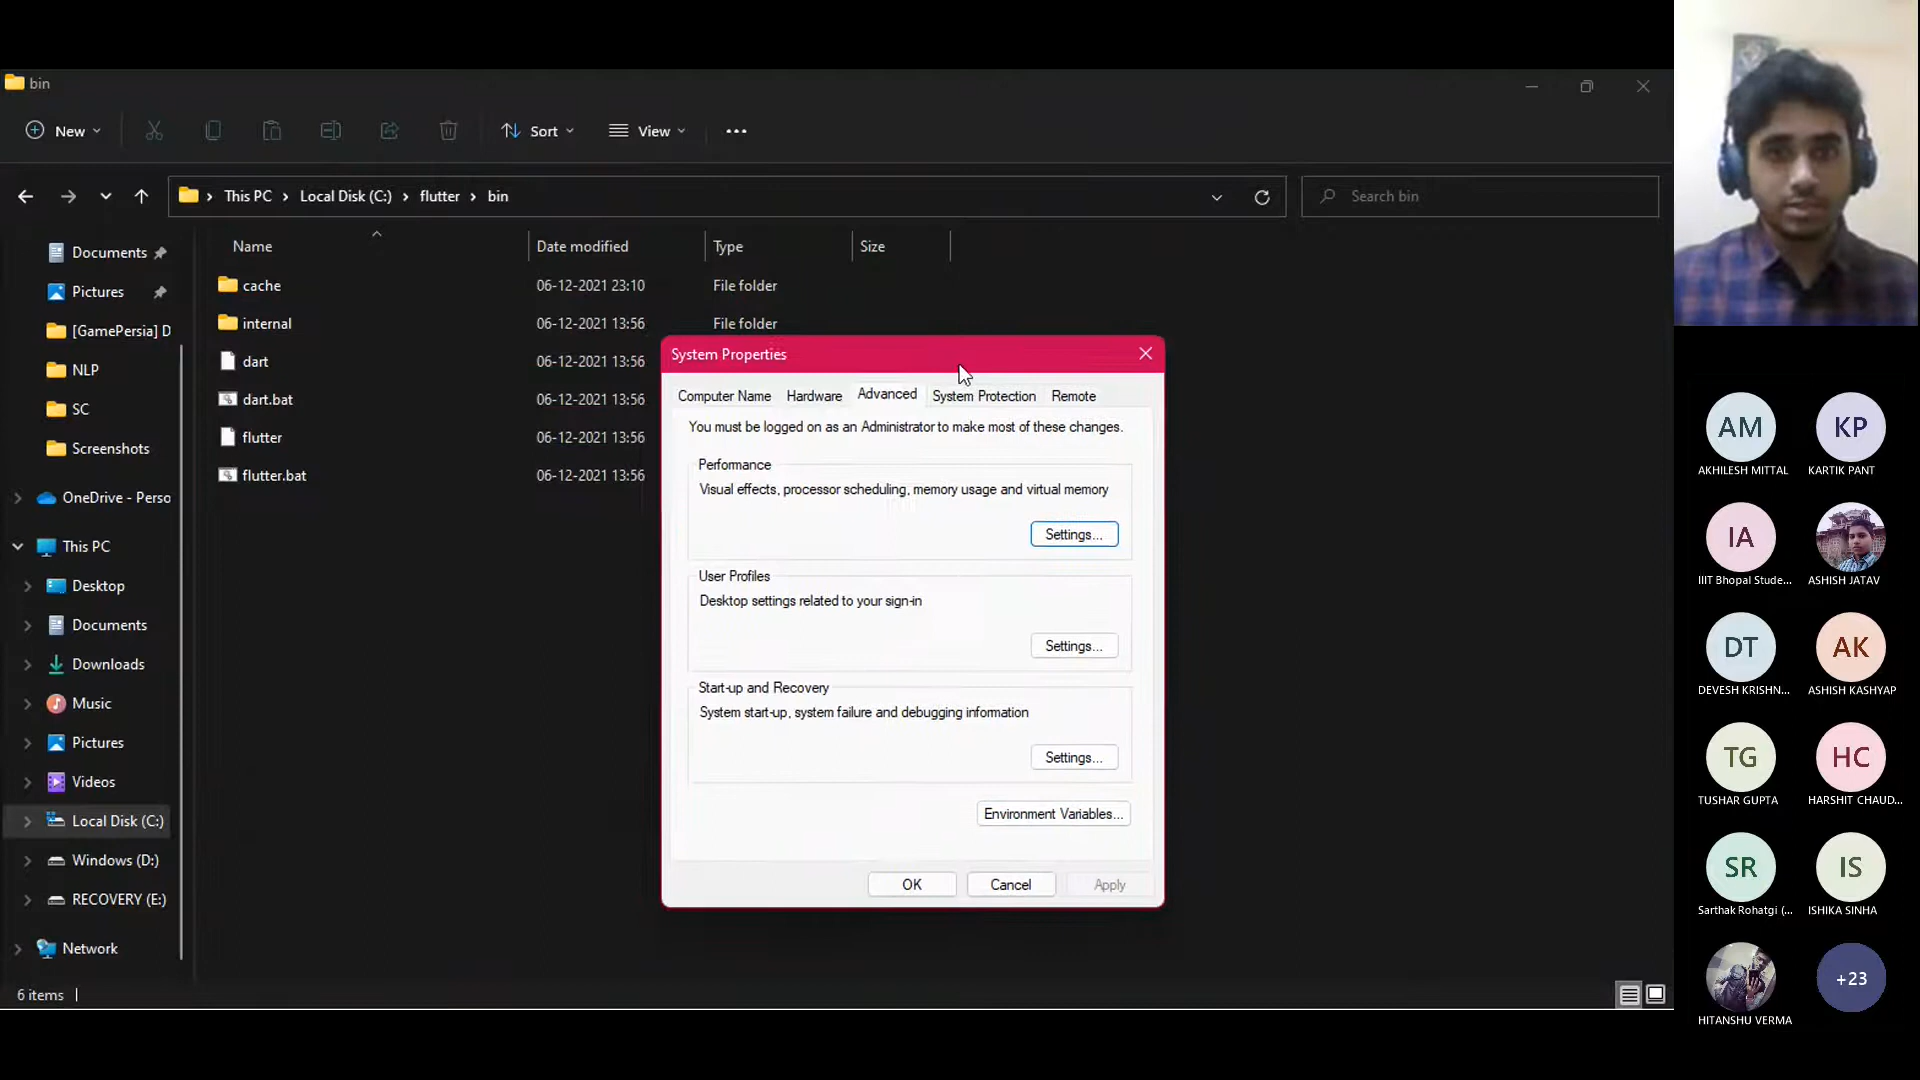 bin
New
Sort
View
This PC
Local Disk (C:)
flutter
bin
Search bin
Name
Date modified
Type
Size
cache 06-12-2021 23:10 File folder
internal 06-12-2021 13:56 File folder
dart 06-12-2021 13:56
dart.bat 06-12-2021 13:56
flutter 06-12-2021 13:56
flutter.bat 06-12-2021 13:56
Documents
Pictures
[GamePersia] D
NLP
SC
Screenshots
OneDrive - Perso
This PC
Desktop
Documents
Downloads
Music
Pictures
Videos
Local Disk (C:)
Windows (D:)
RECOVERY (E:)
Network
6 items
System Properties
Computer Name
Hardware
Advanced
System Protection
Remote
You must be logged on as an Administrator to make most of these changes.
Performance
Visual effects, processor scheduling, memory usage and virtual memory
Settings...
User Profiles
Desktop settings related to your sign-in
Settings...
Start-up and Recovery
System start-up, system failure and debugging information
Settings...
Environment Variables...
OK
Cancel
Apply
AM
AKHILESH MITTAL
KP
KARTIK PANT
IA
IIIT Bhopal Stude...
ASHISH JATAV
DT
DEVESH KRISHN...
AK
ASHISH KASHYAP
TG
TUSHAR GUPTA
HC
HARSHIT CHAUD...
SR
Sarthak Rohatgi (...
IS
ISHIKA SINHA
HITANSHU VERMA
+23